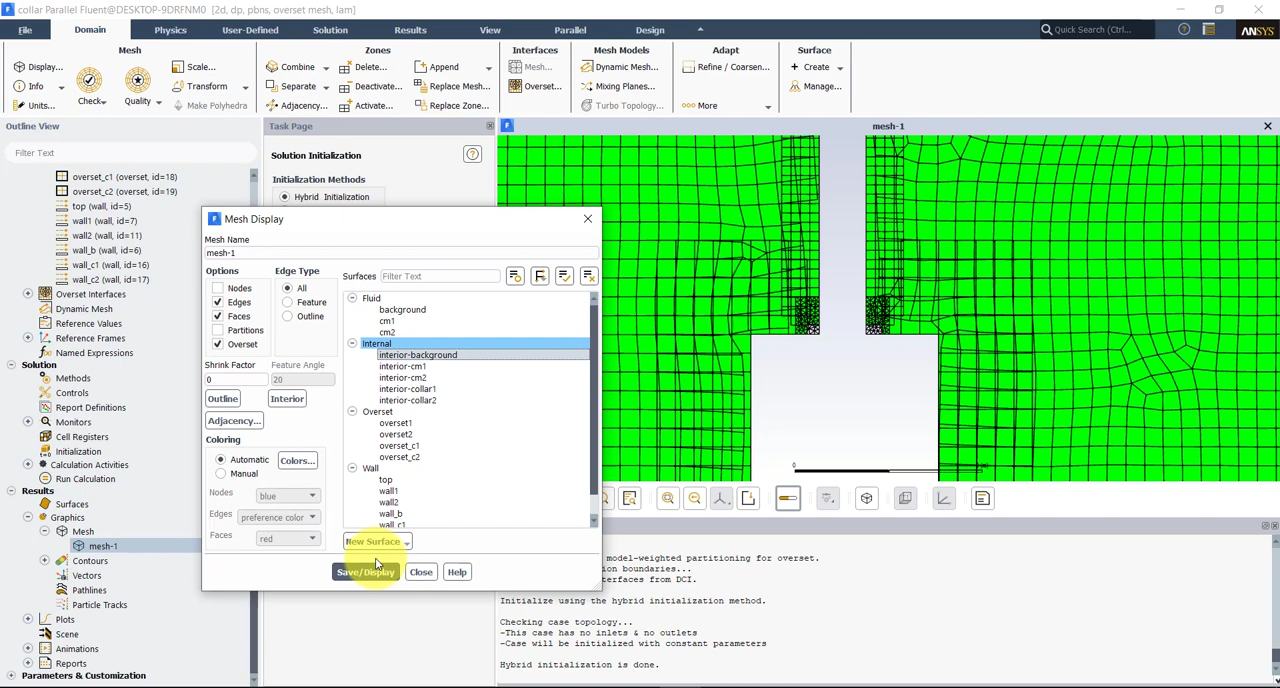 collar Parallel Fluent@DESKTOP-9DRFNM0 [2d, dp, pbns, overset mesh, lam]
File
Domain
Physics
User-Defined
Solution
Results
View
Parallel
Design
Quick Search (Ctrl...
ANSYS
Mesh
Zones
Interfaces
Mesh Models
Adapt
Surface
Display...
Scale...
Combine
Delete...
Append
Mesh...
Dynamic Mesh...
Refine / Coarsen...
Create
Info
Check
Quality
Transform
Separate
Deactivate...
Replace Mesh...
Overset...
Mixing Planes...
Manage...
Units...
Make Polyhedra
Adjacency...
Activate...
Replace Zone...
Turbo Topology...
More
Outline View
Task Page
mesh-1
Filter Text
Solution Initialization
Initialization Methods
Hybrid Initialization
overset_c1 (overset, id=18)
overset_c2 (overset, id=19)
top (wall, id=5)
wall1 (wall, id=7)
wall2 (wall, id=11)
wall_b (wall, id=6)
wall_c1 (wall, id=16)
wall_c2 (wall, id=17)
Overset Interfaces
Dynamic Mesh
Reference Values
Reference Frames
Named Expressions
Solution
Methods
Controls
Report Definitions
Monitors
Cell Registers
Initialization
Calculation Activities
Run Calculation
Results
Surfaces
Graphics
Mesh
mesh-1
Contours
Vectors
Pathlines
Particle Tracks
Plots
Scene
Animations
Reports
Parameters & Customization
Mesh Display
Mesh Name
mesh-1
Options
Edge Type
Surfaces
Filter Text
Nodes
Edges
Faces
Partitions
Overset
All
Feature
Outline
Shrink Factor
Feature Angle
0
20
Outline
Interior
Adjacency...
Coloring
Automatic
Colors...
Manual
Nodes
blue
Edges
preference color
Faces
red
Fluid
background
cm1
cm2
Internal
interior-background
interior-cm1
interior-cm2
interior-collar1
interior-collar2
Overset
overset1
overset2
overset_c1
overset_c2
Wall
top
wall1
wall2
wall_b
wall_c1
New Surface
Save/Display
Close
Help
0
model-weighted partitioning for overset.
ion boundaries...
terfaces from DCI.
Initialize using the hybrid initialization method.
Checking case topology...
-This case has no inlets & no outlets
-Case will be initialized with constant parameters
Hybrid initialization is done.